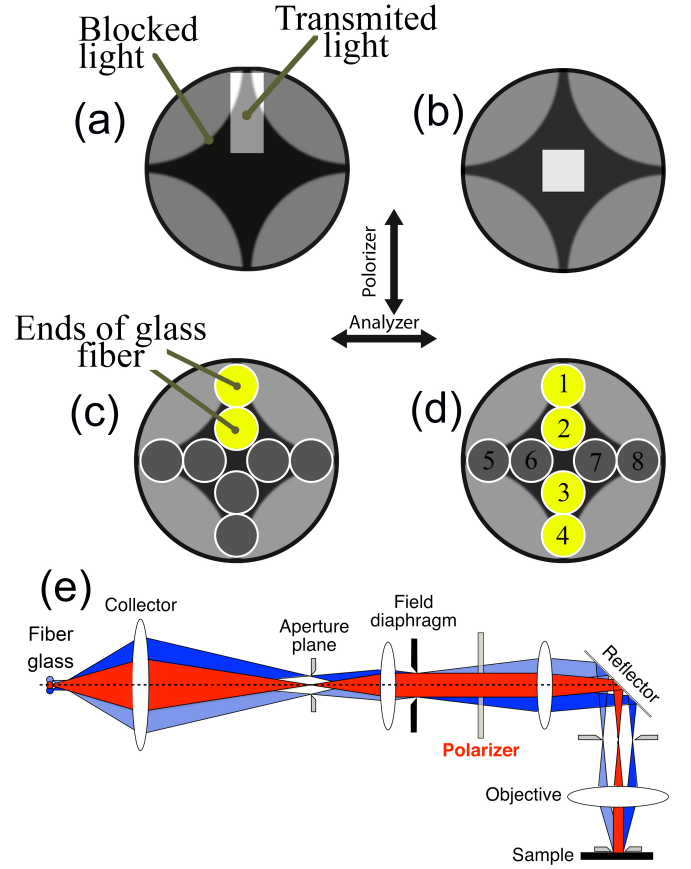 Blocked
light
Transmited
light
(a)
(b)
Polorizer
Analyzer
Ends of glass
fiber
(c)
(d)
1
2
5 6 7 8
3
4
(e)
Collector
Fiber
glass
Aperture
plane
Field
diaphragm
Reflector
Polarizer
Objective
Sample